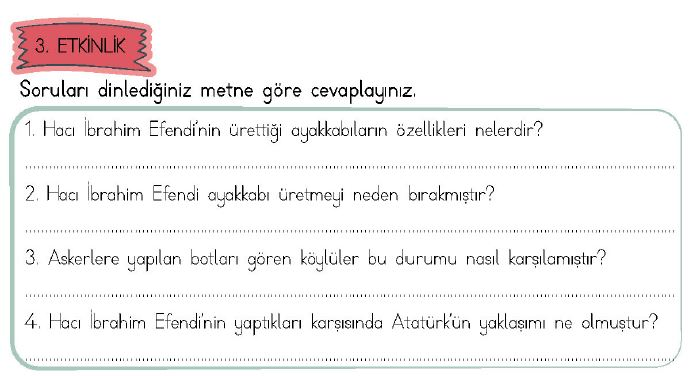 3. ETKİNLİK
Soruları dinlediğiniz metne göre cevaplayınız.
1. Hacı İbrahim Efendi'nin ürettiği ayakkabıların özellikleri nelerdir?
2. Hacı İbrahim Efendi ayakkabı üretmeyi neden bırakmıştır?
3. Askerlere yapılan botları gören köylüler bu durumu nasıl karşılamıştır?
4. Hacı İbrahim Efendi'nin yaptıkları karşısında Atatürk'ün yaklaşımı ne olmuştur?